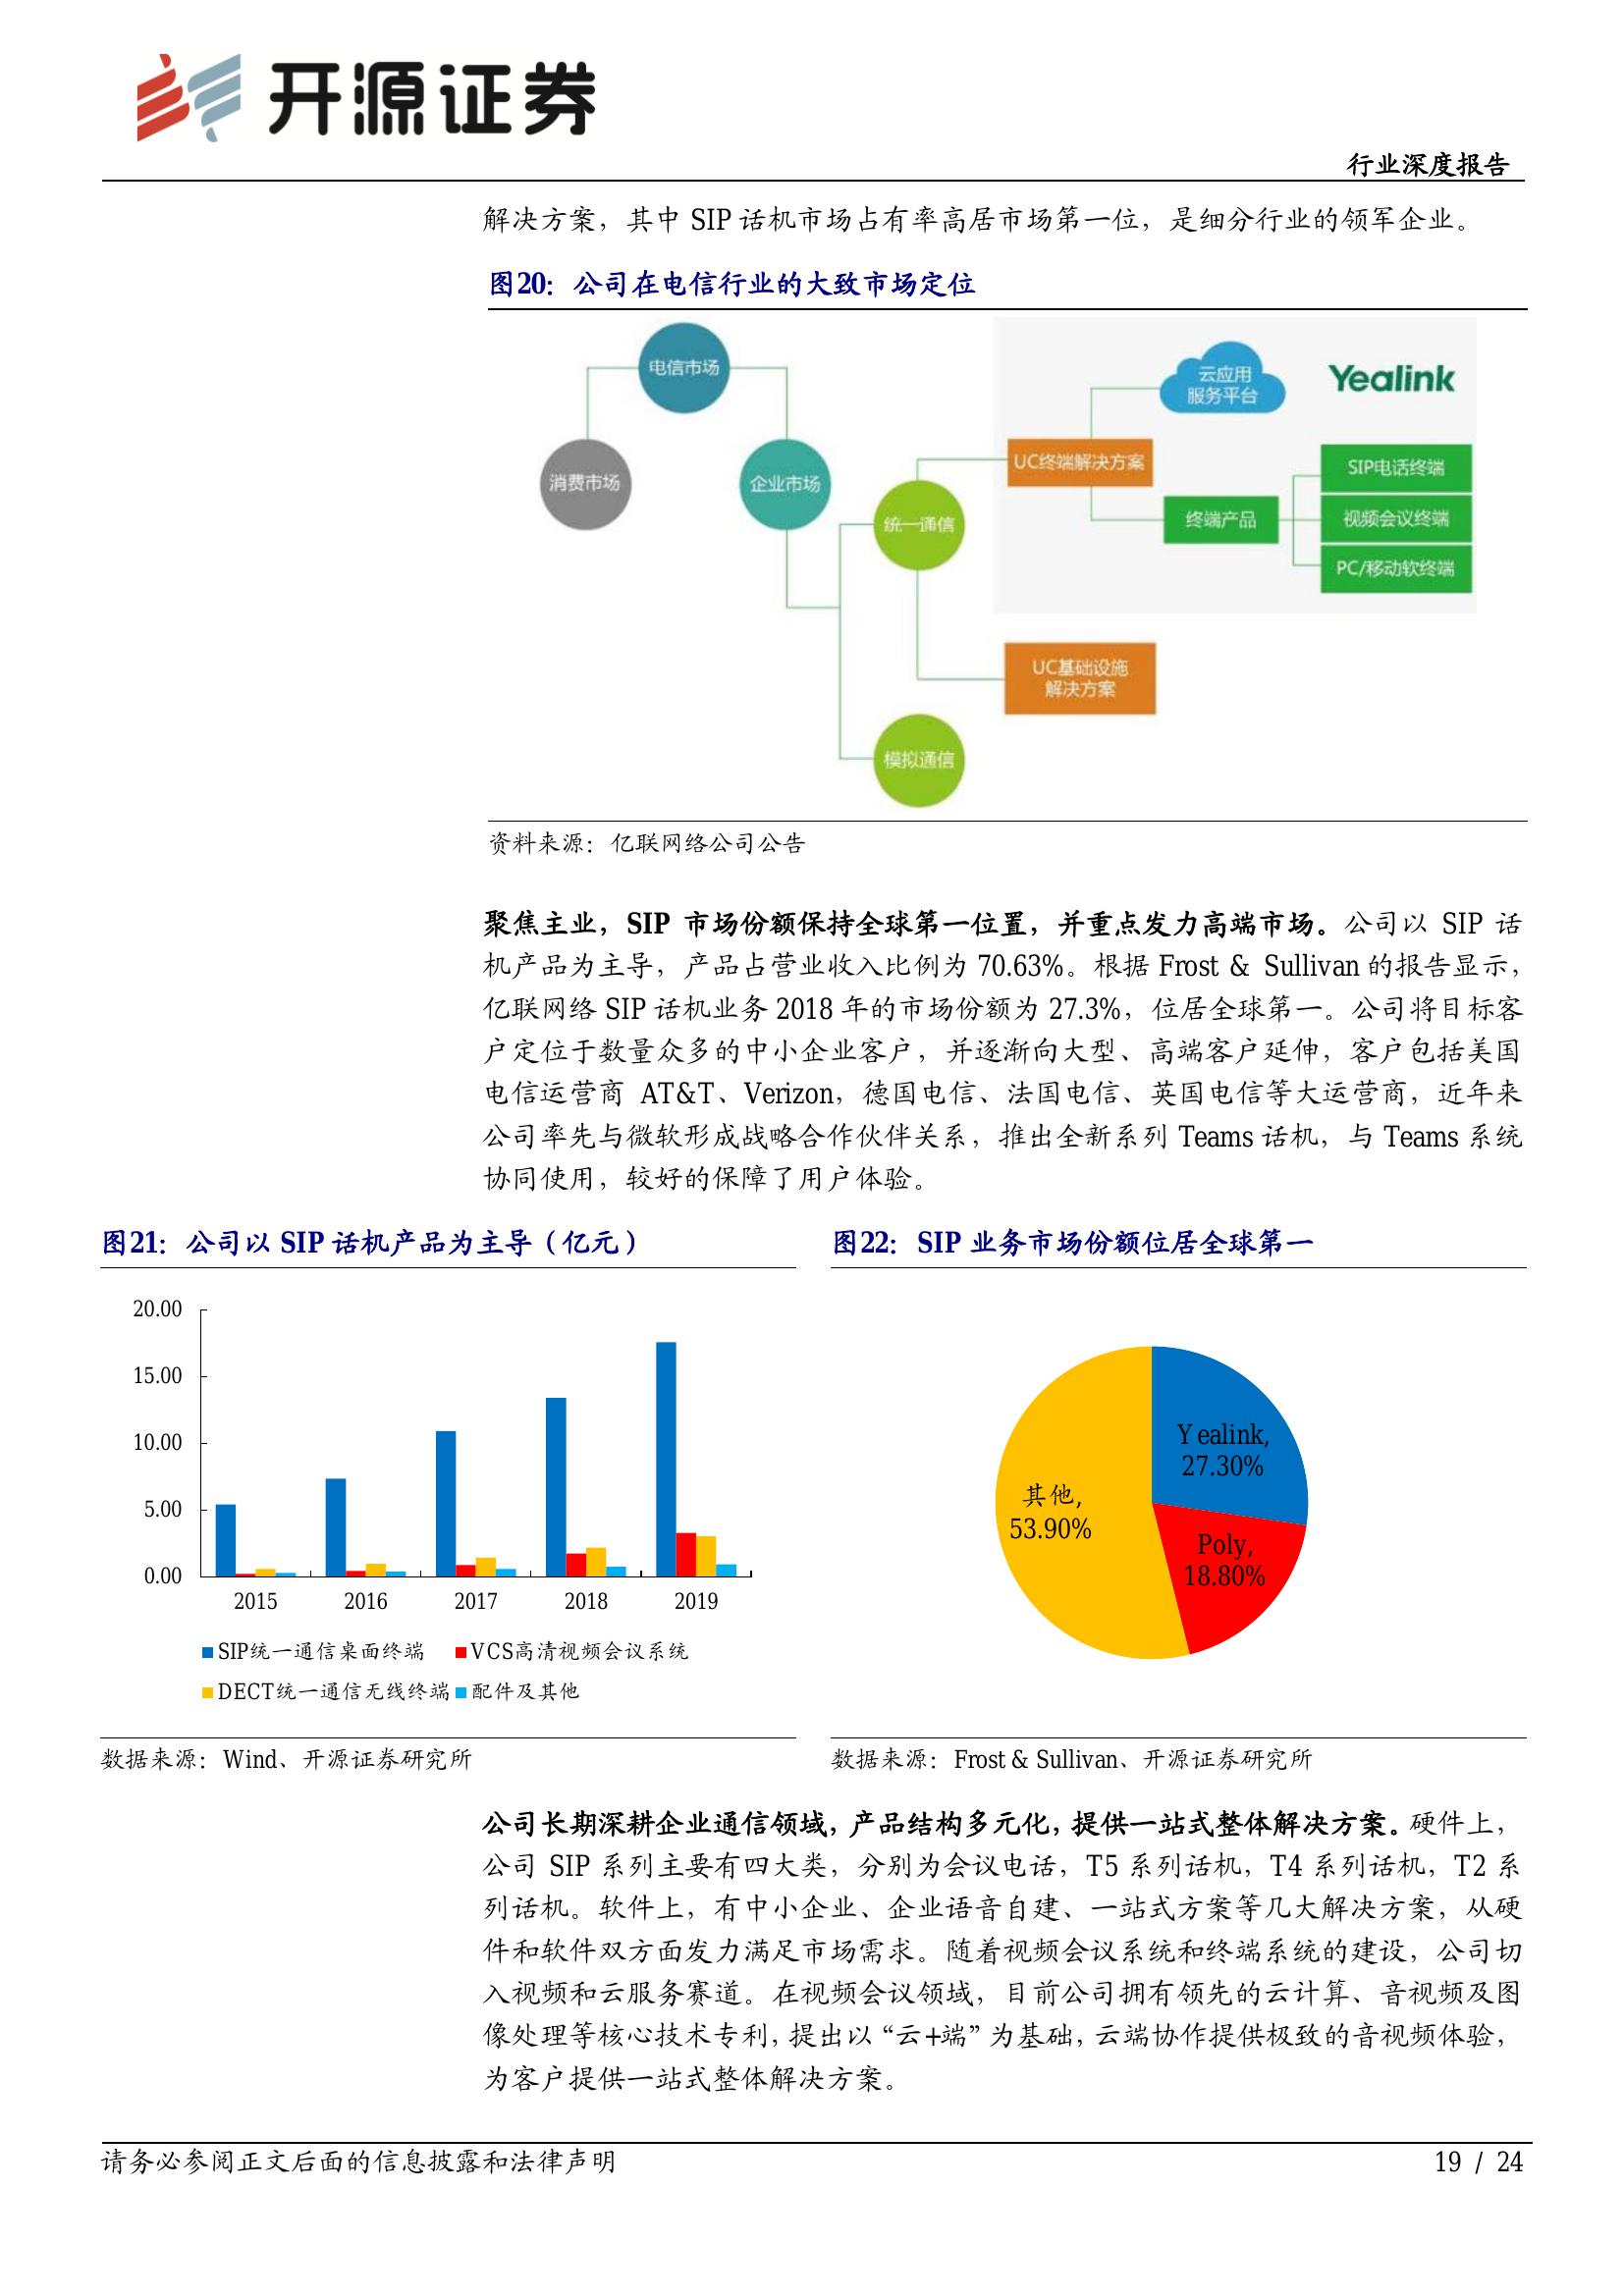 开源证券
行业深度报告
解决方案，其中 SIP 话机市场占有率高居市场第一位，是细分行业的领军企业。
图20：公司在电信行业的大致市场定位
电信市场
消费市场
企业市场
统一通信
模拟通信
UC终端解决方案
UC基础设施
解决方案
云应用
服务平台
Yealink
终端产品
SIP电话终端
视频会议终端
PC/移动软终端
资料来源：亿联网络公司公告
聚焦主业，SIP 市场份额保持全球第一位置，并重点发力高端市场。公司以 SIP 话
机产品为主导，产品占营业收入比例为 70.63%。根据 Frost & Sullivan 的报告显示，
亿联网络 SIP 话机业务 2018 年的市场份额为 27.3%，位居全球第一。公司将目标客
户定位于数量众多的中小企业客户，并逐渐向大型、高端客户延伸，客户包括美国
电信运营商 AT&T、Verizon，德国电信、法国电信、英国电信等大运营商，近年来
公司率先与微软形成战略合作伙伴关系，推出全新系列 Teams 话机，与 Teams 系统
协同使用，较好的保障了用户体验。
图21：公司以 SIP 话机产品为主导（亿元）
20.00
15.00
10.00
5.00
0.00
2015 2016 2017 2018 2019
SIP统一通信桌面终端 VCS高清视频会议系统
DECT统一通信无线终端 配件及其他
数据来源：Wind、开源证券研究所
图22：SIP 业务市场份额位居全球第一
Yealink,
27.30%
Poly,
18.80%
其他,
53.90%
数据来源：Frost & Sullivan、开源证券研究所
公司长期深耕企业通信领域，产品结构多元化，提供一站式整体解决方案。硬件上，
公司 SIP 系列主要有四大类，分别为会议电话，T5 系列话机，T4 系列话机，T2 系
列话机。软件上，有中小企业、企业语音自建、一站式方案等几大解决方案，从硬
件和软件双方面发力满足市场需求。随着视频会议系统和终端系统的建设，公司切
入视频和云服务赛道。在视频会议领域，目前公司拥有领先的云计算、音视频及图
像处理等核心技术专利，提出以“云+端”为基础，云端协作提供极致的音视频体验，
为客户提供一站式整体解决方案。
请务必参阅正文后面的信息披露和法律声明
19 / 24